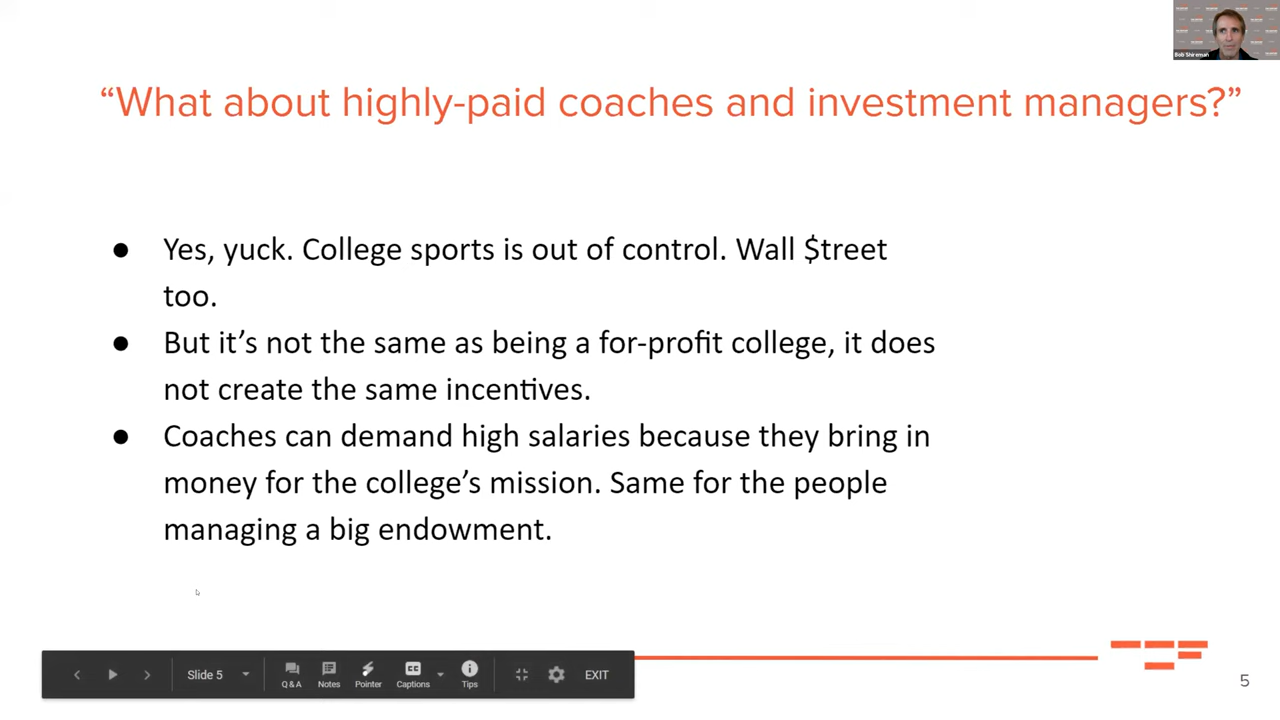 Bob Shireman
“What about highly-paid coaches and investment managers?”
● Yes, yuck. College sports is out of control. Wall $treet
too.
● But it’s not the same as being a for-profit college, it does
not create the same incentives.
● Coaches can demand high salaries because they bring in
money for the college’s mission. Same for the people
managing a big endowment.
Slide 5
Q & A
Notes
Pointer
CC
Captions
Tips
EXIT
5